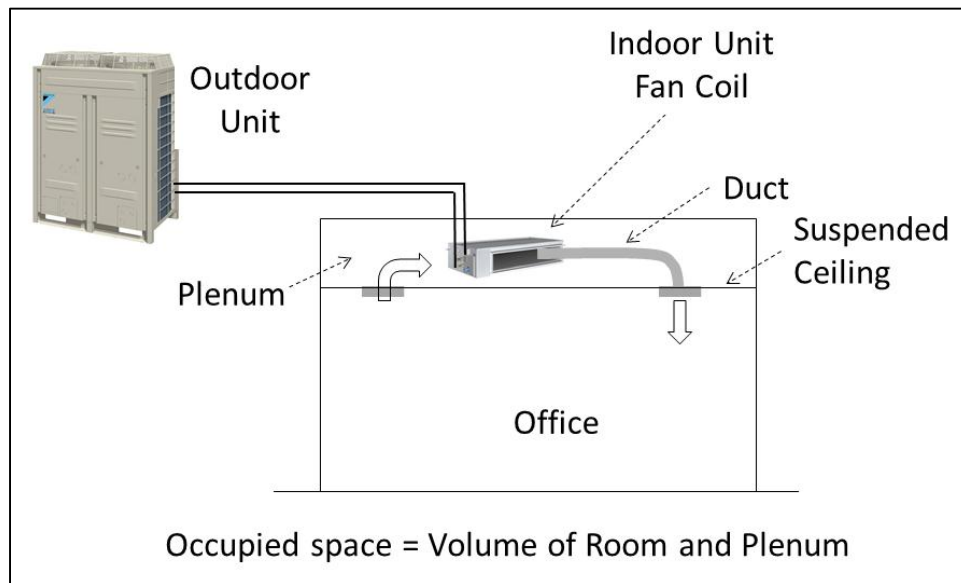 Outdoor
Unit
Indoor Unit
Fan Coil
Duct
Suspended
Ceiling
Plenum
Office
Occupied space = Volume of Room and Plenum